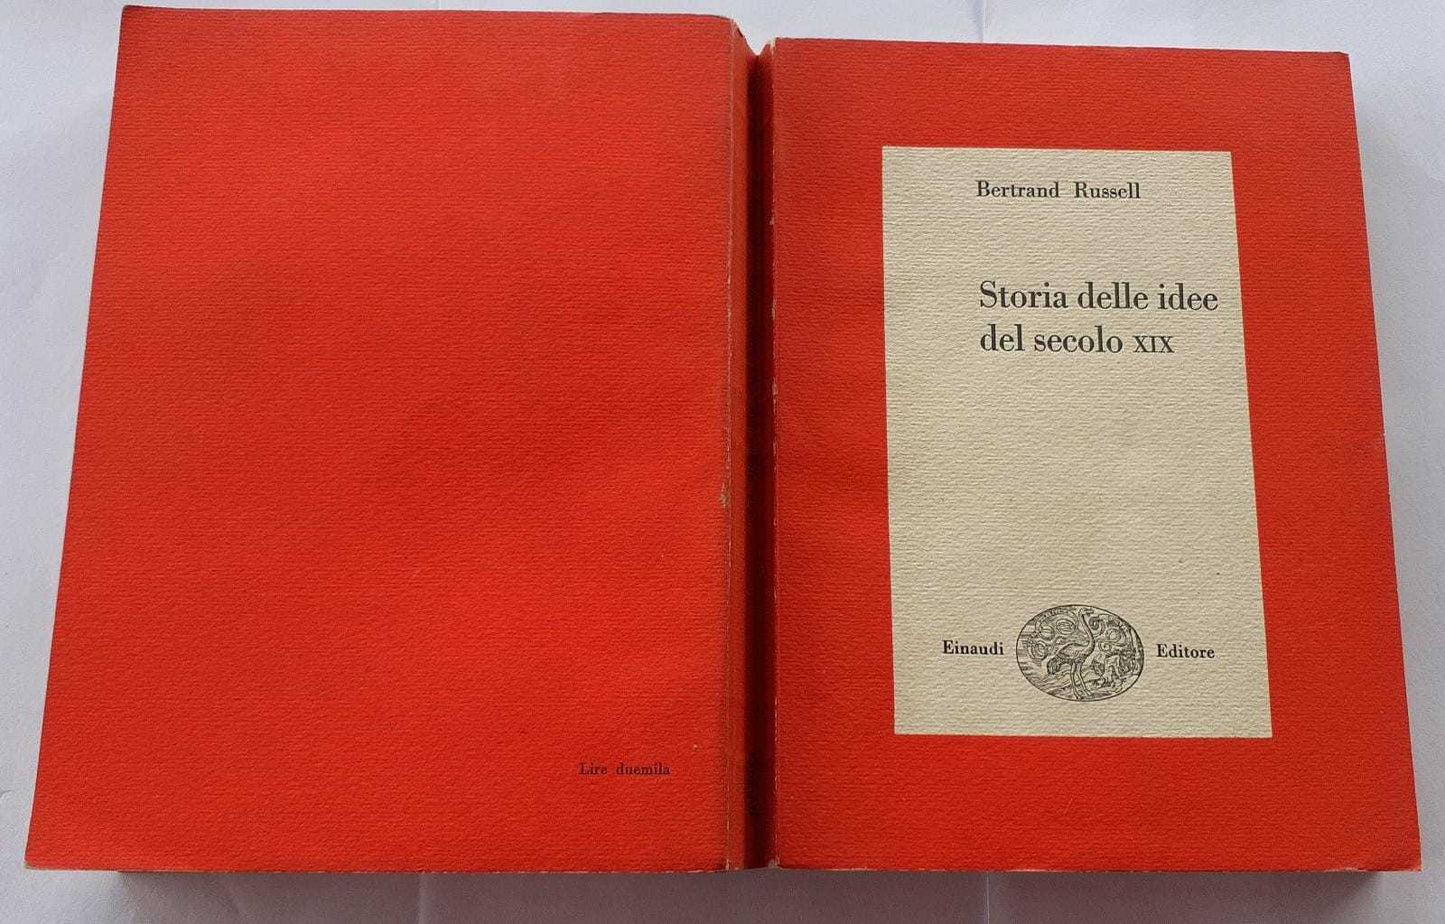 Bertrand Russell
Storia delle idee
del secolo XIX
Einaudi Editore
Lire duemila